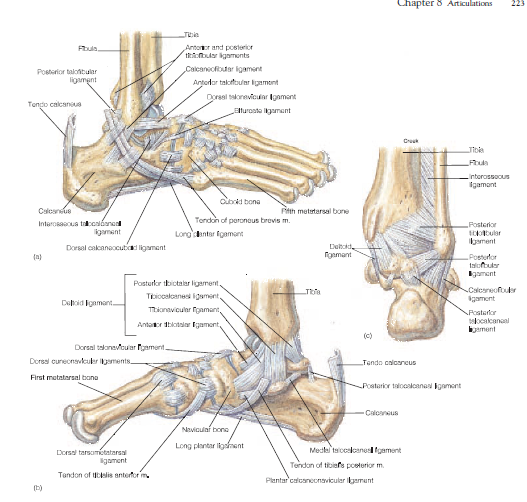 Chapter 8 Articulations 223
Tibia
Fibula
Anterior and posterior
tibiofibular ligaments
Posterior talofibular
ligament
Calcaneofibular ligament
Anterior talofibular ligament
Tendo calcaneus
Dorsal talonavicular ligament
Bifurcate ligament
Cuboid bone
Fifth metatarsal bone
Calcaneus
Tendon of peroneus brevis m.
Interosseous talocalcaneal
ligament
Long plantar ligament
Dorsal calcaneocuboid ligament
(a)
Greek
Tibia
Fibula
Interosseous
ligament
Posterior
tibiofibular
ligament
Deltoid
ligament
Posterior
talofibular
ligament
Calcaneofibular
ligament
Posterior
talocalcaneal
ligament
(c)
Posterior tibiotalar ligament
Tibiocalcaneal ligament
Deltoid ligament
Tibionavicular ligament
Anterior tibiotalar ligament
Tibia
Dorsal talonavicular ligament
Dorsal cuneonavicular ligaments
First metatarsal bone
Tendo calcaneus
Posterior talocalcaneal ligament
Calcaneus
Navicular bone
Long plantar ligament
Medial talocalcaneal ligament
Dorsal tarsometatarsal
ligament
Tendon of tibialis posterior m.
Tendon of tibialis anterior m.
Plantar calcaneonavicular ligament
(b)